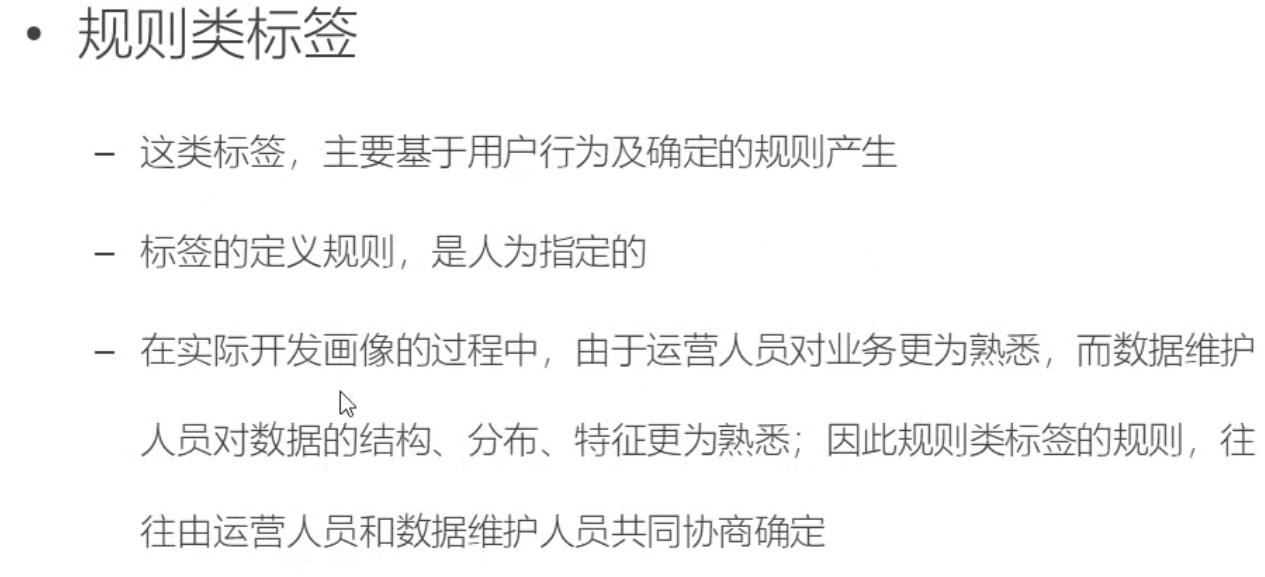 • 规则类标签
– 这类标签，主要基于用户行为及确定的规则产生
– 标签的定义规则，是人为指定的
– 在实际开发画像的过程中，由于运营人员对业务更为熟悉，而数据维护
人员对数据的结构、分布、特征更为熟悉；因此规则类标签的规则，往
往由运营人员和数据维护人员共同协商确定